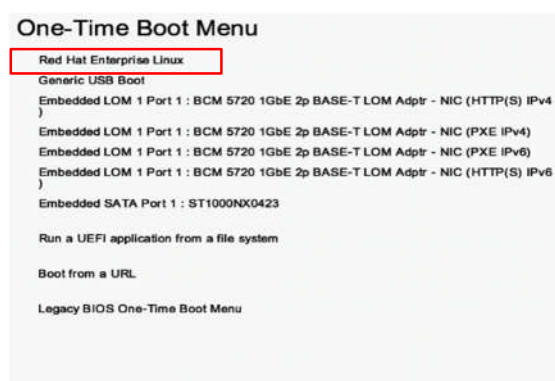 One-Time Boot Menu
Red Hat Enterprise Linux
Generic USB Boot
Embedded LOM 1 Port 1 : BCM 5720 1GbE 2p BASE-T LOM Adptr - NIC (HTTP(S) IPv4
)
Embedded LOM 1 Port 1 : BCM 5720 1GbE 2p BASE-T LOM Adptr - NIC (PXE IPv4)
Embedded LOM 1 Port 1 : BCM 5720 1GbE 2p BASE-T LOM Adptr - NIC (PXE IPv6)
Embedded LOM 1 Port 1 : BCM 5720 1GbE 2p BASE-T LOM Adptr - NIC (HTTP(S) IPv6
)
Embedded SATA Port 1 : ST1000NX0423
Run a UEFI application from a file system
Boot from a URL
Legacy BIOS One-Time Boot Menu